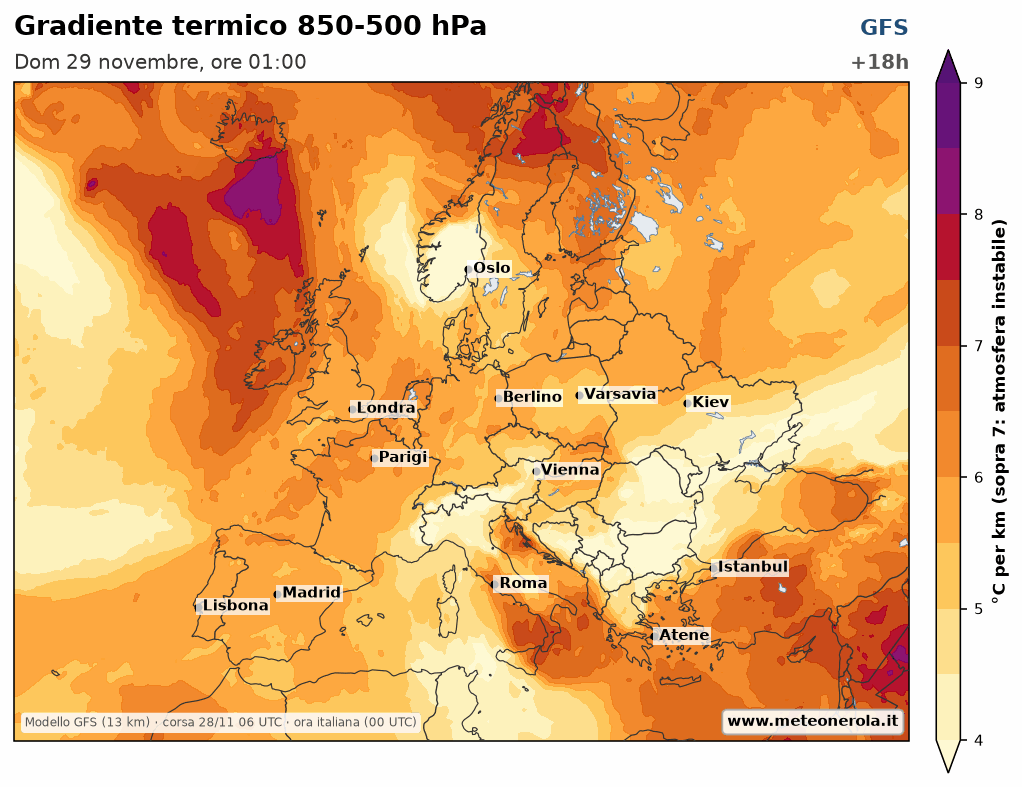 Gradiente termico 850-500 hPa
GFS
Dom 29 novembre, ore 01:00
+18h
9
8
7
6
5
4
°C per km (sopra 7: atmosfera instabile)
Oslo
Berlino
Varsavia
Kiev
Londra
Parigi
Vienna
Istanbul
Roma
Madrid
Lisbona
Atene
Modello GFS (13 km) · corsa 28/11 06 UTC · ora italiana (00 UTC)
www.meteonerola.it